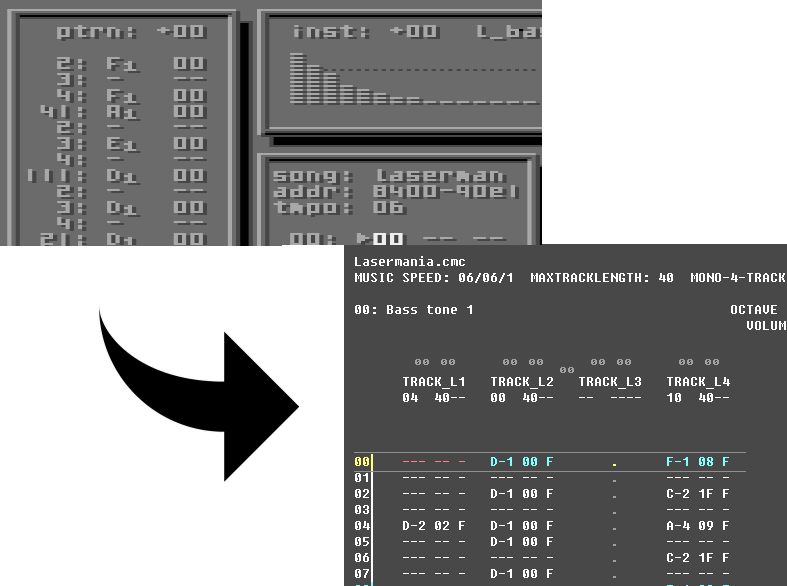 ptrn: +00
2: F1 00
3: – ––
4: F1 00
41: A1 00
2: – ––
3: E1 00
4: – ––
111: D1 00
2: – ––
3: D1 00
4: – ––
21: D1 00
inst: +00
song: Laserman
addr: 8400-90e1
tmpo: 06
00: 00 –– ––
Lasermania.cmc
MUSIC SPEED: 06/06/1 MAXTRACKLENGTH: 40 MONO-4-TRACK
00: Bass tone 1 OCTAVE
VOLUM
00 00 00 00 00 00 00 00
00
TRACK_L1 TRACK_L2 TRACK_L3 TRACK_L4
04 40-- 00 40-- -- ---- 10 40--
00 --- -- - D-1 00 F . F-1 08 F
01 --- -- - --- -- - . --- -- -
02 --- -- - D-1 00 F . C-2 1F F
03 --- -- - --- -- - . --- -- -
04 D-2 02 F D-1 00 F . A-4 09 F
05 --- -- - D-1 00 F . --- -- -
06 --- -- - --- -- - . C-2 1F F
07 --- -- - D-1 00 F . --- -- -